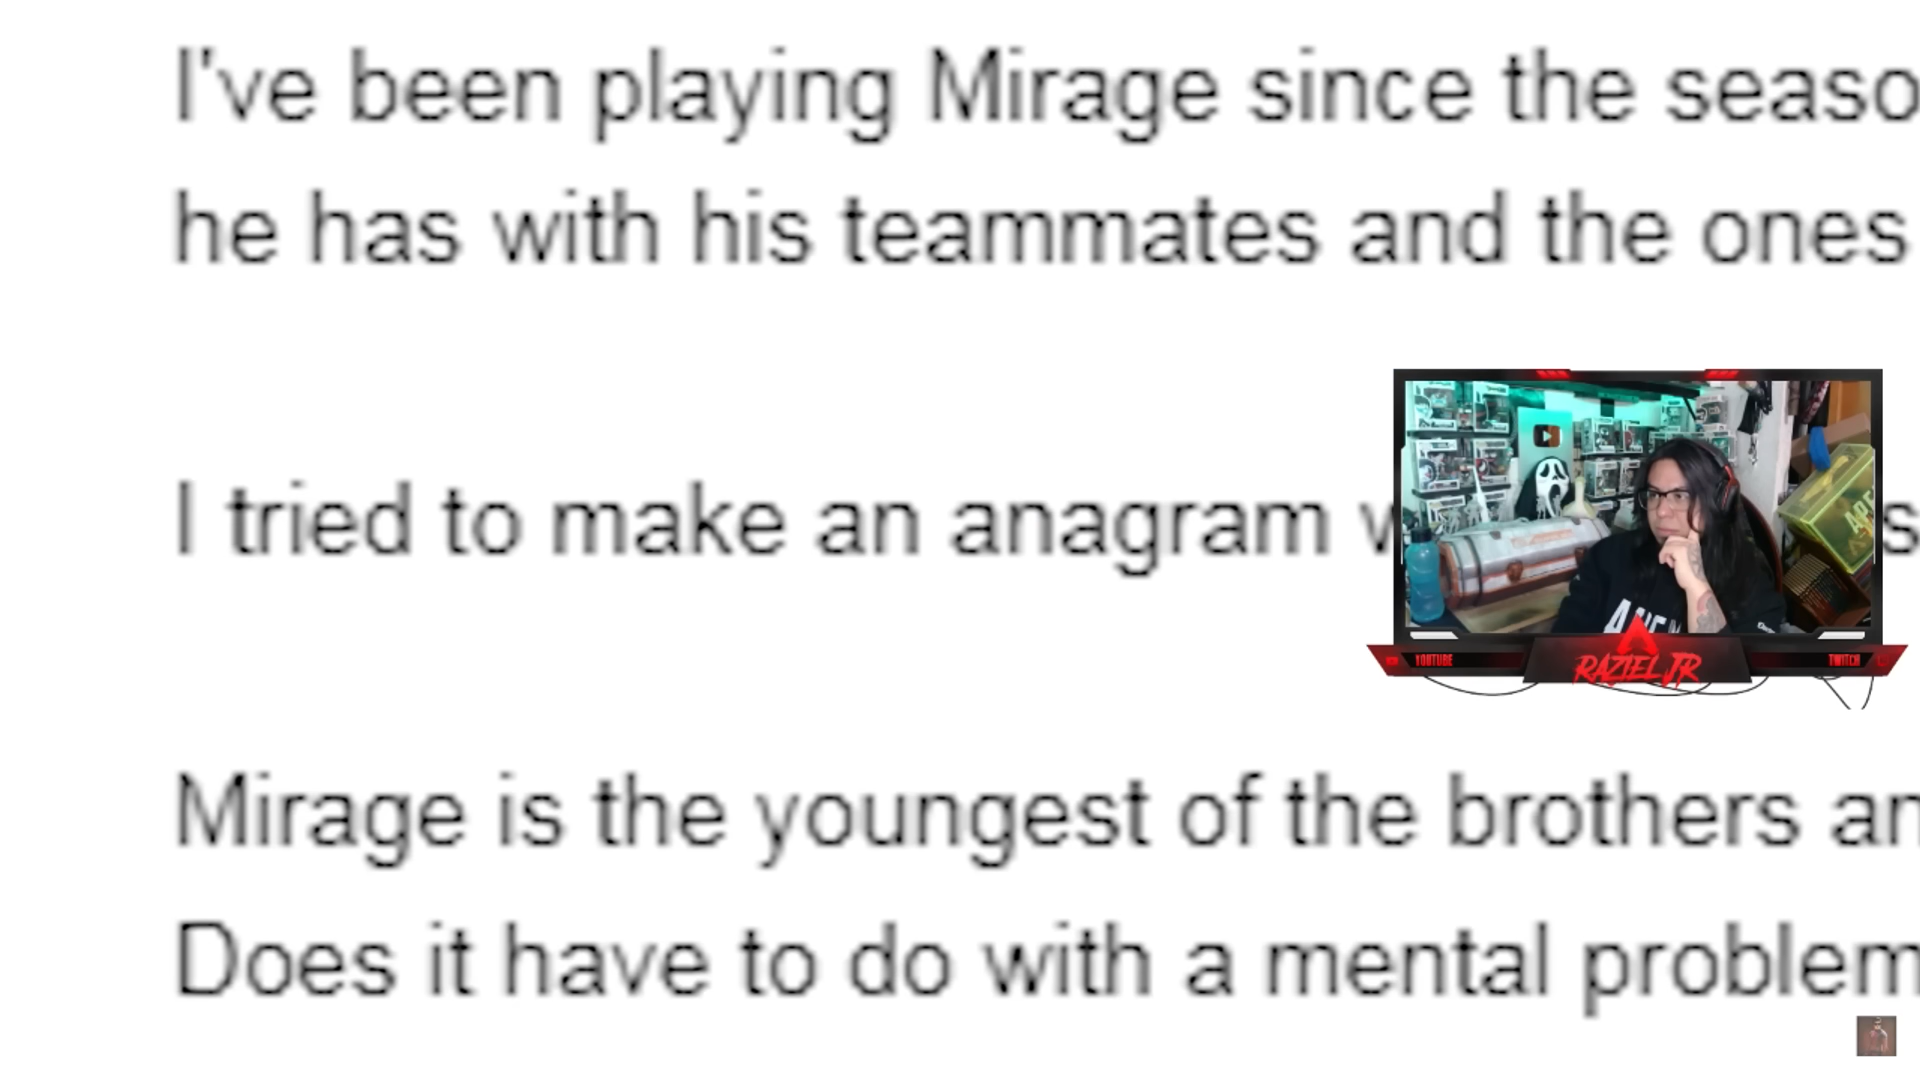 I've been playing Mirage since the seaso
he has with his teammates and the ones
I tried to make an anagram
YOUTUBE
RAZIEL JR
TWITCH
Mirage is the youngest of the brothers an
Does it have to do with a mental problem